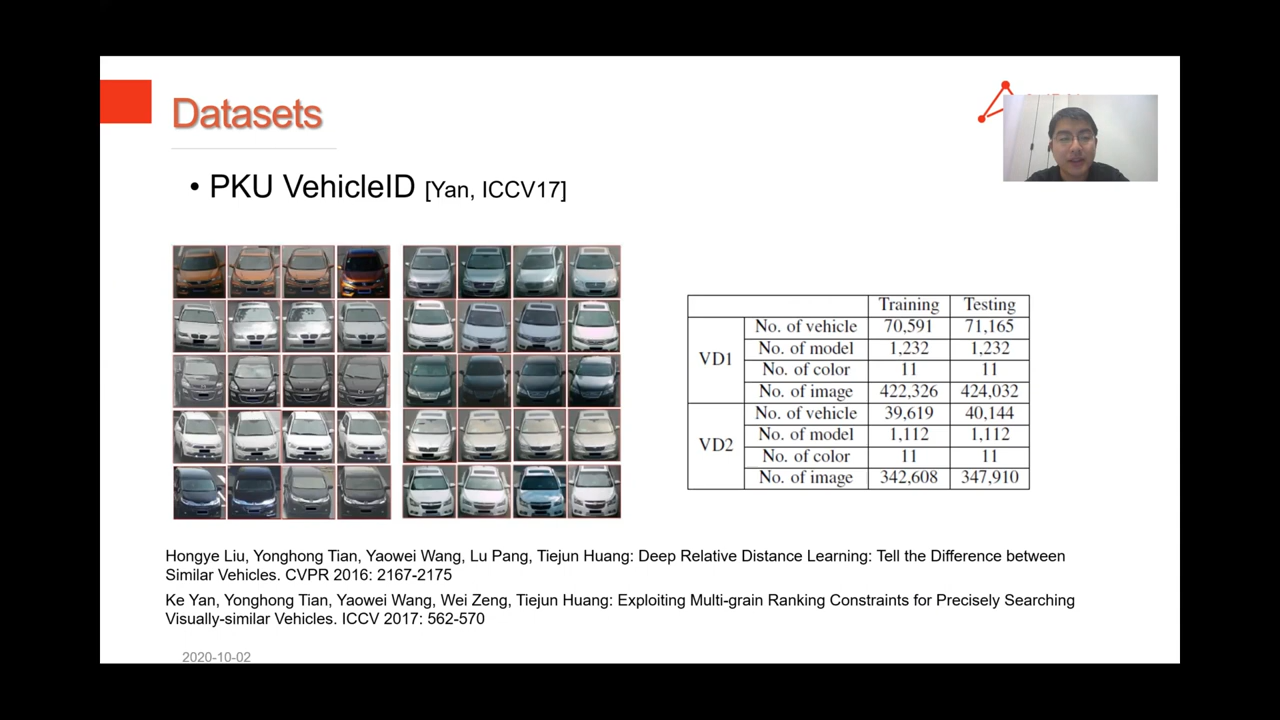 Datasets
• PKU VehicleID [Yan, ICCV17]
Training Testing
VD1
No. of vehicle 70,591 71,165
No. of model 1,232 1,232
No. of color 11 11
No. of image 422,326 424,032
VD2
No. of vehicle 39,619 40,144
No. of model 1,112 1,112
No. of color 11 11
No. of image 342,608 347,910
Hongye Liu, Yonghong Tian, Yaowei Wang, Lu Pang, Tiejun Huang: Deep Relative Distance Learning: Tell the Difference between
Similar Vehicles. CVPR 2016: 2167-2175
Ke Yan, Yonghong Tian, Yaowei Wang, Wei Zeng, Tiejun Huang: Exploiting Multi-grain Ranking Constraints for Precisely Searching
Visually-similar Vehicles. ICCV 2017: 562-570
2020-10-02